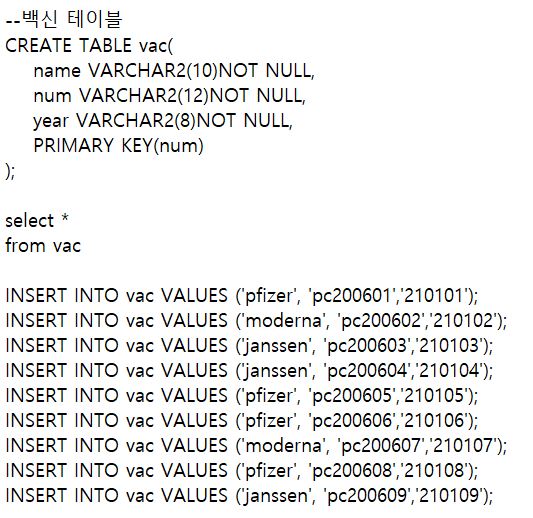 --백신 테이블
CREATE TABLE vac(
name VARCHAR2(10)NOT NULL,
num VARCHAR2(12)NOT NULL,
year VARCHAR2(8)NOT NULL,
PRIMARY KEY(num)
);
select *
from vac
INSERT INTO vac VALUES ('pfizer', 'pc200601','210101');
INSERT INTO vac VALUES ('moderna', 'pc200602','210102');
INSERT INTO vac VALUES ('janssen', 'pc200603','210103');
INSERT INTO vac VALUES ('janssen', 'pc200604','210104');
INSERT INTO vac VALUES ('pfizer', 'pc200605','210105');
INSERT INTO vac VALUES ('pfizer', 'pc200606','210106');
INSERT INTO vac VALUES ('moderna', 'pc200607','210107');
INSERT INTO vac VALUES ('pfizer', 'pc200608','210108');
INSERT INTO vac VALUES ('janssen', 'pc200609','210109');